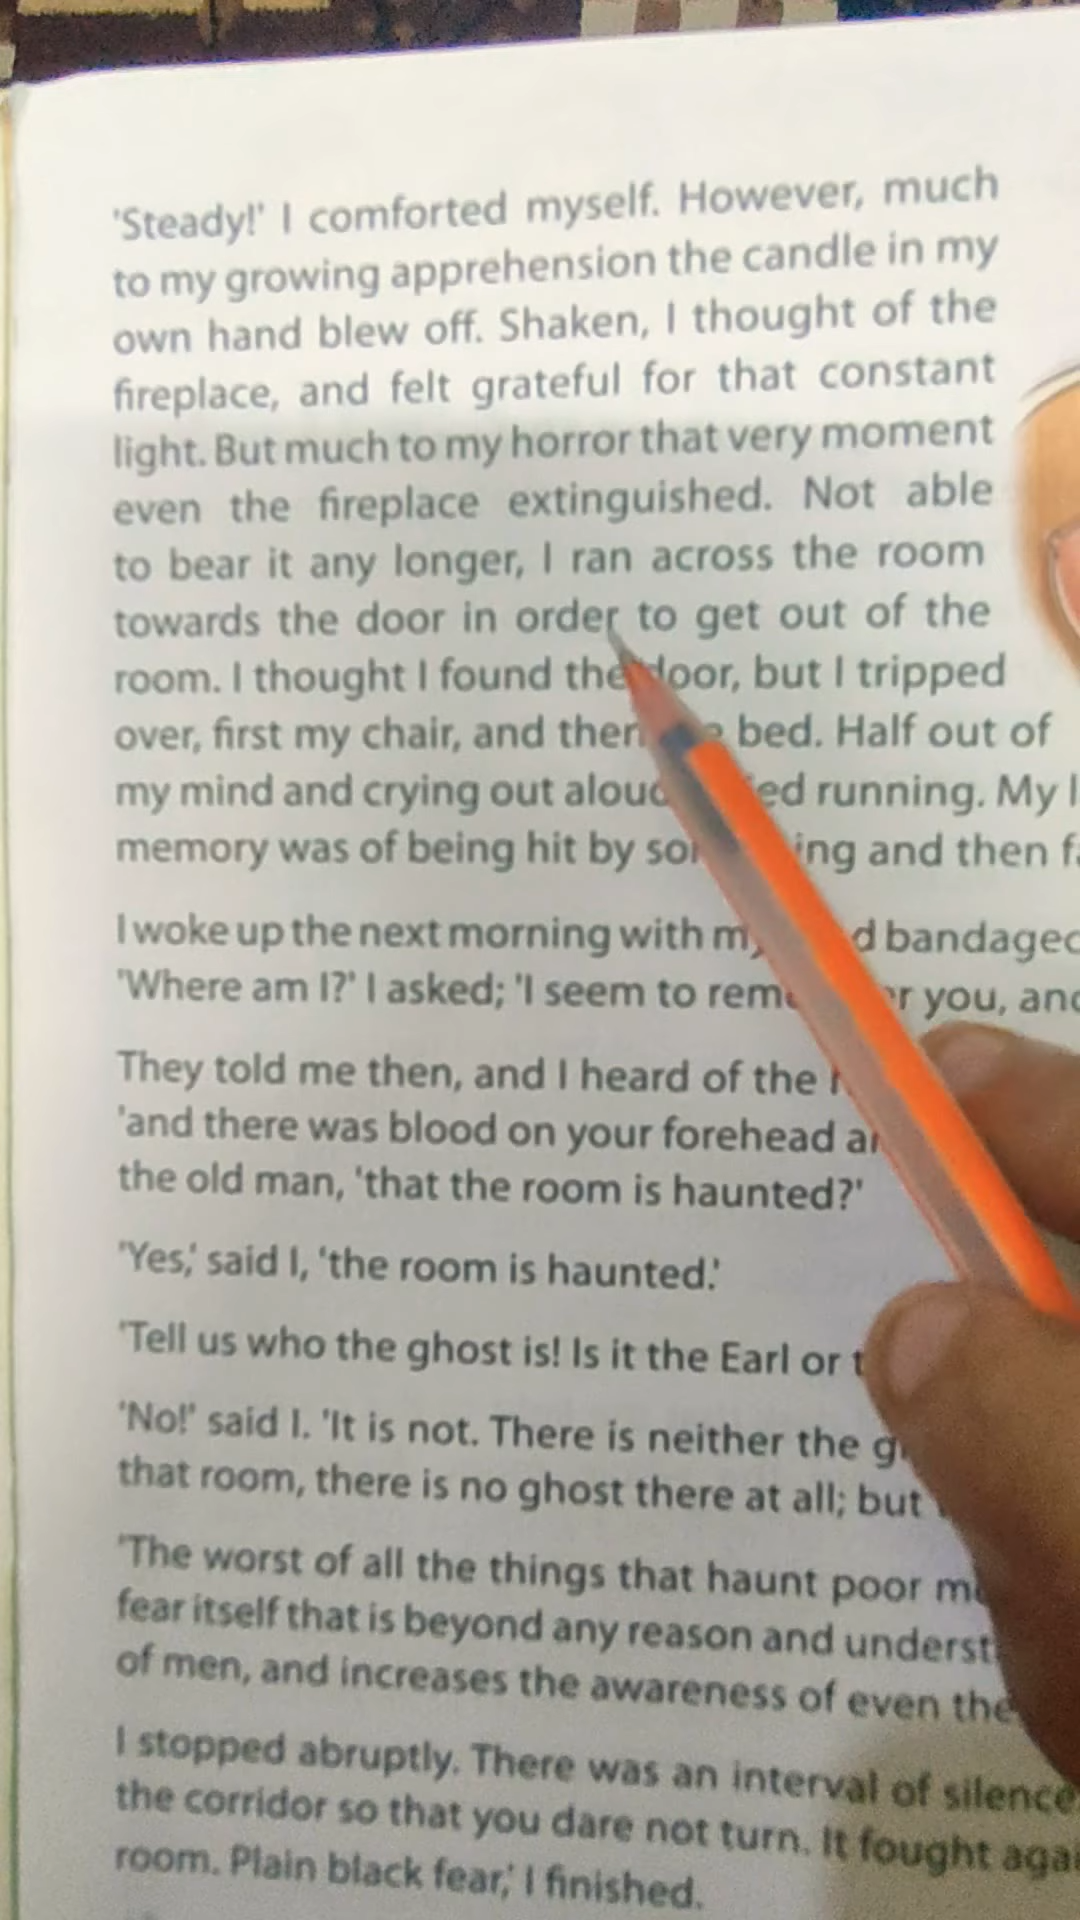 'Steady!' I comforted myself. However, much
to my growing apprehension the candle in my
own hand blew off. Shaken, I thought of the
fireplace, and felt grateful for that constant
light. But much to my horror that very moment
even the fireplace extinguished. Not able
to bear it any longer, I ran across the room
towards the door in order to get out of the
room. I thought I found the door, but I tripped
over, first my chair, and then bed. Half out of
my mind and crying out running. My
memory was of being hit by and then
I woke up the next morning with bandaged
'Where am I?' I asked; 'I seem to you, and
They told me then, and I heard of the
'and there was blood on your forehead
the old man, 'that the room is haunted?'
'Yes,' said I, 'the room is haunted.'
'Tell us who the ghost is! Is it the Earl or
'No!' said I. 'It is not. There is neither the
that room, there is no ghost there at all; but
'The worst of all the things that haunt poor
fear itself that is beyond any reason and
of men, and increases the awareness of even the
I stopped abruptly. There was an interval of silence
the corridor so that you dare not turn. It fought
room. Plain black fear,' I finished.